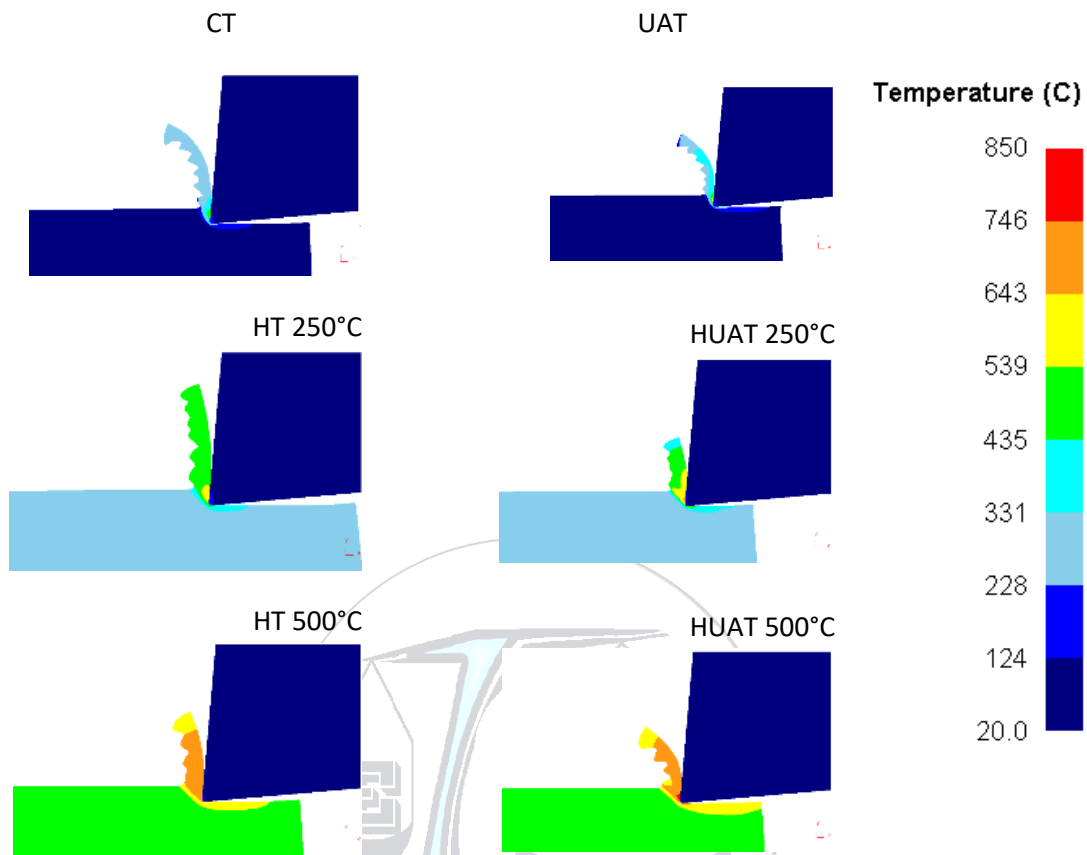 CT
UAT
Temperature (C)
850
746
643
539
435
331
228
124
20.0
HT 250°C
HUAT 250°C
HT 500°C
HUAT 500°C